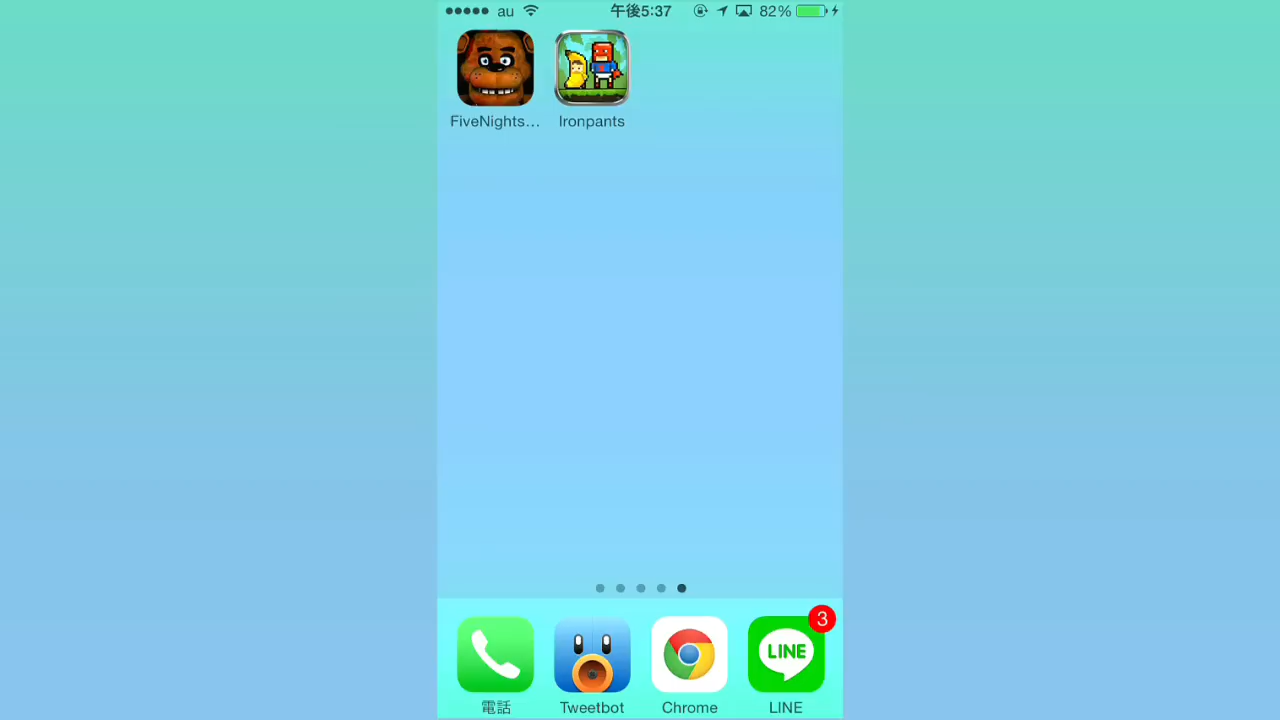 au 午後5:37 82%
FiveNights... Ironpants
3
LINE
電話 Tweetbot Chrome LINE